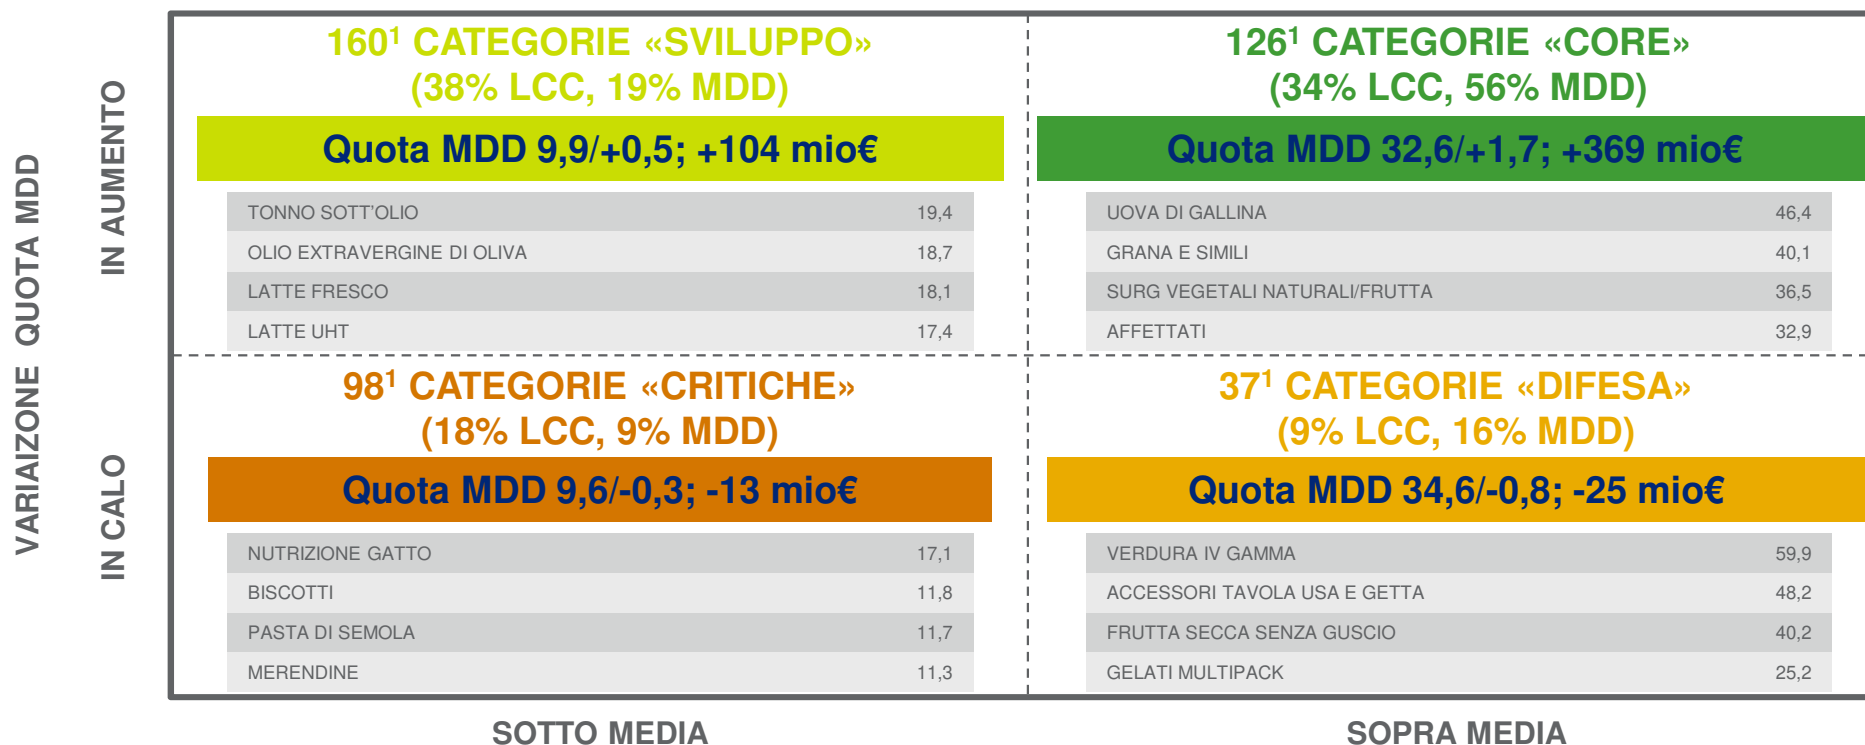 VARIAIZONE QUOTA MDD
IN AUMENTO
160¹ CATEGORIE «SVILUPPO»
(38% LCC, 19% MDD)
Quota MDD 9,9/+0,5; +104 mio€
TONNO SOTT'OLIO 19,4
OLIO EXTRAVERGINE DI OLIVA 18,7
LATTE FRESCO 18,1
LATTE UHT 17,4
126¹ CATEGORIE «CORE»
(34% LCC, 56% MDD)
Quota MDD 32,6/+1,7; +369 mio€
UOVA DI GALLINA 46,4
GRANA E SIMILI 40,1
SURG VEGETALI NATURALI/FRUTTA 36,5
AFFETTATI 32,9
IN CALO
98¹ CATEGORIE «CRITICHE»
(18% LCC, 9% MDD)
Quota MDD 9,6/-0,3; -13 mio€
NUTRIZIONE GATTO 17,1
BISCOTTI 11,8
PASTA DI SEMOLA 11,7
MERENDINE 11,3
37¹ CATEGORIE «DIFESA»
(9% LCC, 16% MDD)
Quota MDD 34,6/-0,8; -25 mio€
VERDURA IV GAMMA 59,9
ACCESSORI TAVOLA USA E GETTA 48,2
FRUTTA SECCA SENZA GUSCIO 40,2
GELATI MULTIPACK 25,2
SOTTO MEDIA
SOPRA MEDIA